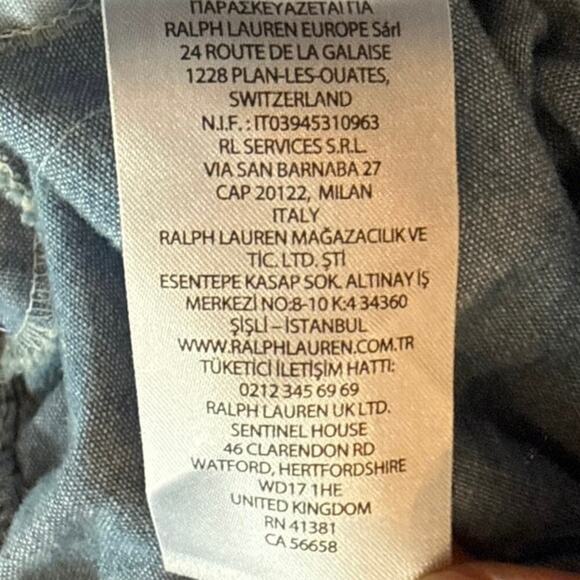 ΠΑΡΑΣΚΕΥΑΖΕΤΑΙ ΓΙΑ
RALPH LAUREN EUROPE Sárl
24 ROUTE DE LA GALAISE
1228 PLAN-LES-OUATES,
SWITZERLAND
N.I.F.: IT03945310963
RL SERVICES S.R.L.
VIA SAN BARNABA 27
CAP 20122, MILAN
ITALY
RALPH LAUREN MAĞAZACILIK VE
TİC. LTD. ŞTİ
ESENTEPE KASAP SOK. ALTINAY İŞ
MERKEZİ NO:8-10 K:4 34360
ŞİŞLİ – İSTANBUL
WWW.RALPHLAUREN.COM.TR
TÜKETİCİ İLETİŞİM HATTI:
0212 345 69 69
RALPH LAUREN UK LTD.
SENTINEL HOUSE
46 CLARENDON RD
WATFORD, HERTFORDSHIRE
WD17 1HE
UNITED KINGDOM
RN 41381
CA 56658